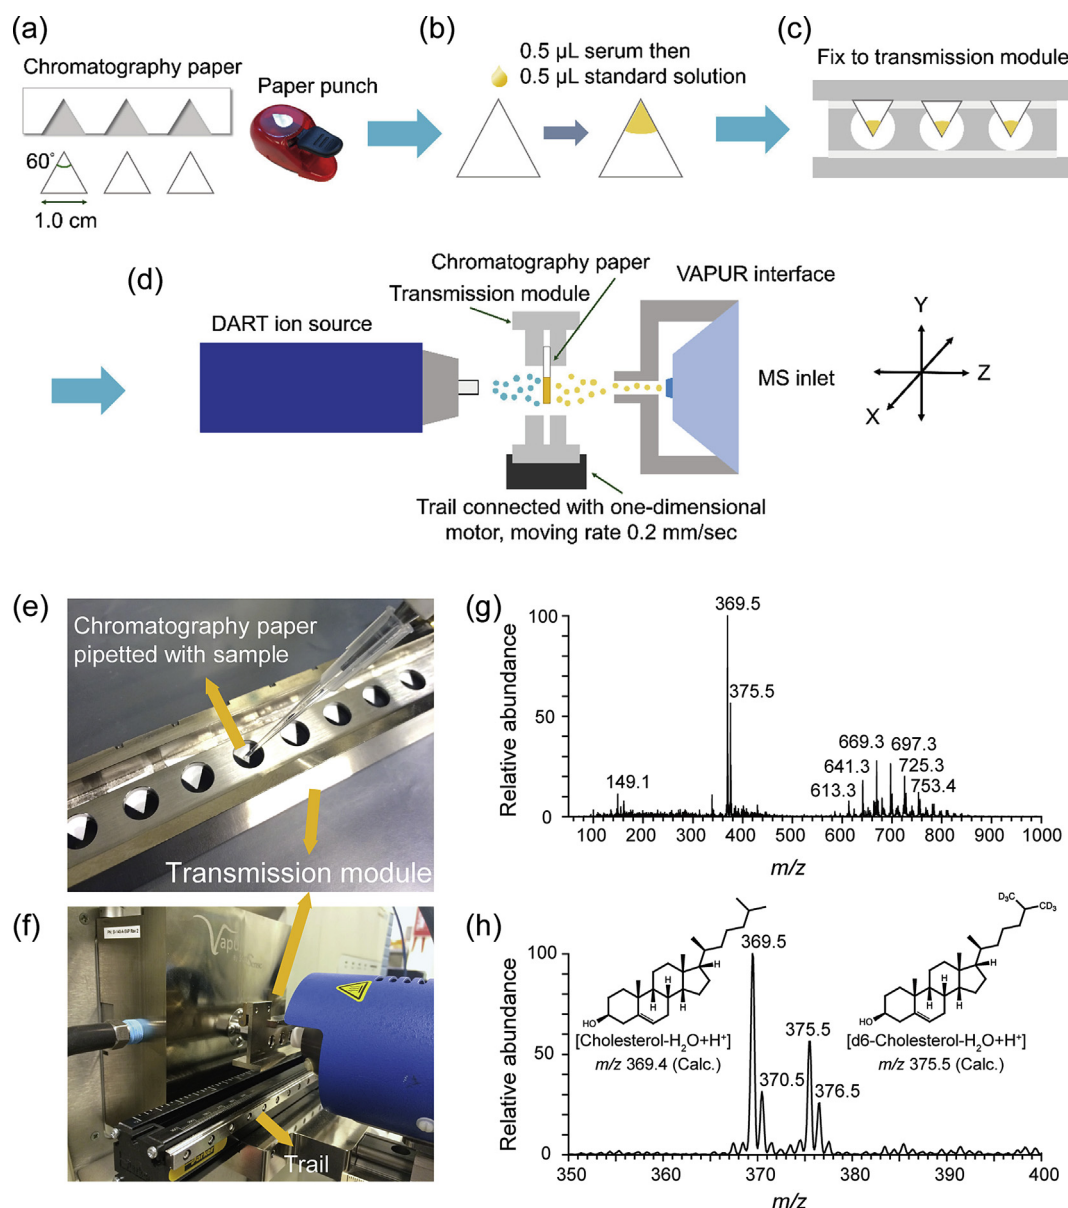 (a)
Chromatography paper
Paper punch
60°
1.0 cm
(b)
0.5 µL serum then
0.5 µL standard solution
(c)
Fix to transmission module
(d)
Chromatography paper
Transmission module
VAPUR interface
DART ion source
MS inlet
Y
Z
X
Trail connected with one-dimensional
motor, moving rate 0.2 mm/sec
(e)
Chromatography paper
pipetted with sample
Transmission module
(f)
Vapur
Trail
(g)
Relative abundance
100
50
0
369.5
375.5
149.1
669.3
697.3
641.3
725.3
613.3
753.4
100 200 300 400 500 600 700 800 900 1000
m/z
(h)
Relative abundance
100
50
0
369.5
370.5
375.5
376.5
HO
H
H
H
[Cholesterol-H₂O+H⁺]
m/z 369.4 (Calc.)
D₃C
CD₃
HO
H
H
H
[d6-Cholesterol-H₂O+H⁺]
m/z 375.5 (Calc.)
350 360 370 380 390 400
m/z